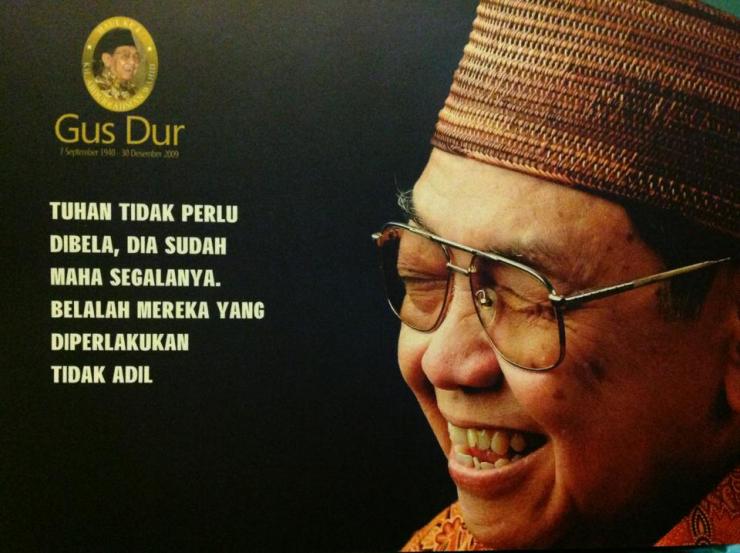 Gus Dur
7 September 1940 - 30 Desember 2009
TUHAN TIDAK PERLU
DIBELA, DIA SUDAH
MAHA SEGALANYA.
BELALAH MEREKA YANG
DIPERLAKUKAN
TIDAK ADIL